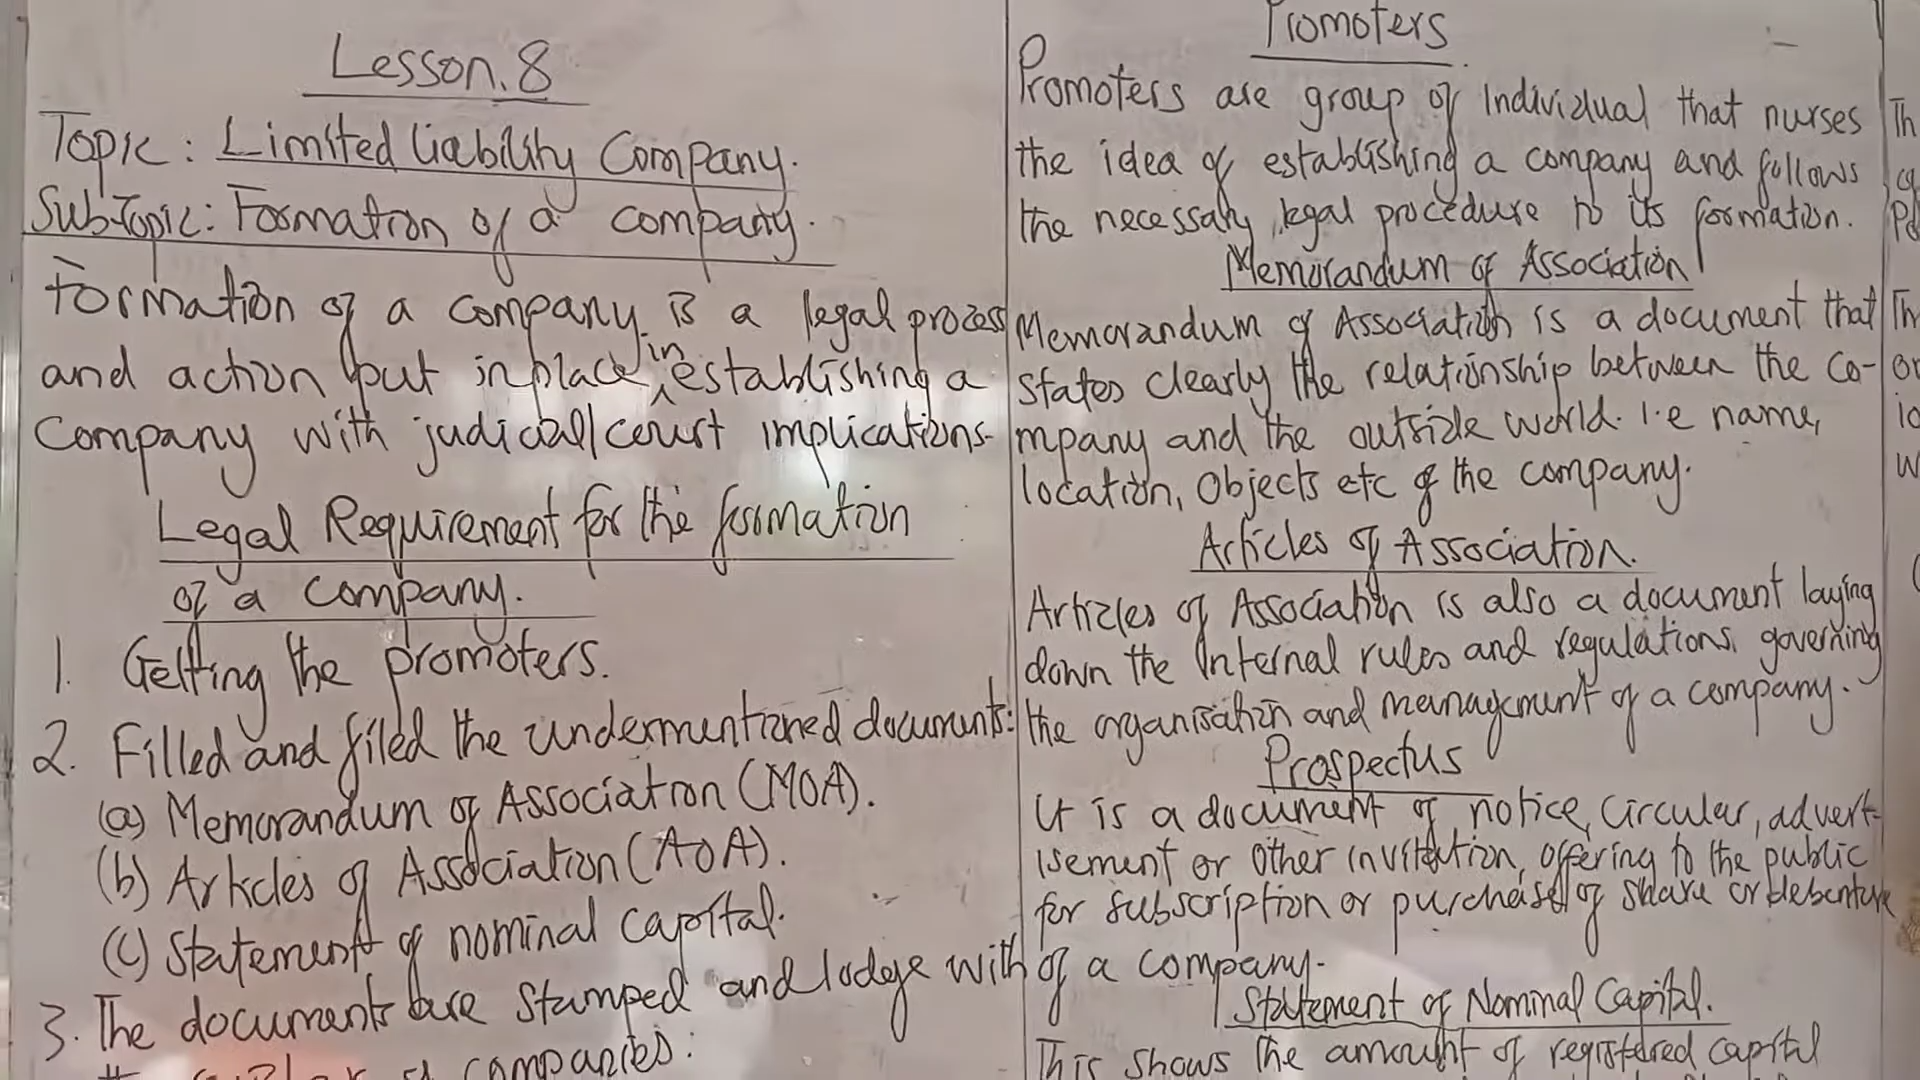 Lesson. 8
Topic: Limited liability Company.
SubTopic: Formation of a company.
Formation of a company is a legal process
and action put in place in establishing a
Company with judicial/court implications.
Legal Requirement for the formation
of a company.
1. Getting the promoters.
2. Filled and filed the undermentioned documents:
(a) Memorandum of Association (MOA).
(b) Articles of Association (AOA).
(c) Statement of nominal capital.
3. The documents are stamped and lodge with
of companies:
Promoters
Promoters are group of individual that nurses
the idea of establishing a company and follows
the necessary legal procedure to its formation.
Memorandum of Association
Memorandum of Association is a document that
states clearly the relationship between the co-
mpany and the outside world. i.e name,
location, Objects etc of the company.
Articles of Association.
Articles of Association is also a document laying
down the internal rules and regulations governing
the organisation and management of a company.
Prospectus
It is a document of notice, circular, advert-
isement or other invitation, offering to the public
for subscription or purchase of share or debenture
of a company.
Statement of Nominal Capital.
This shows the amount of registered capital